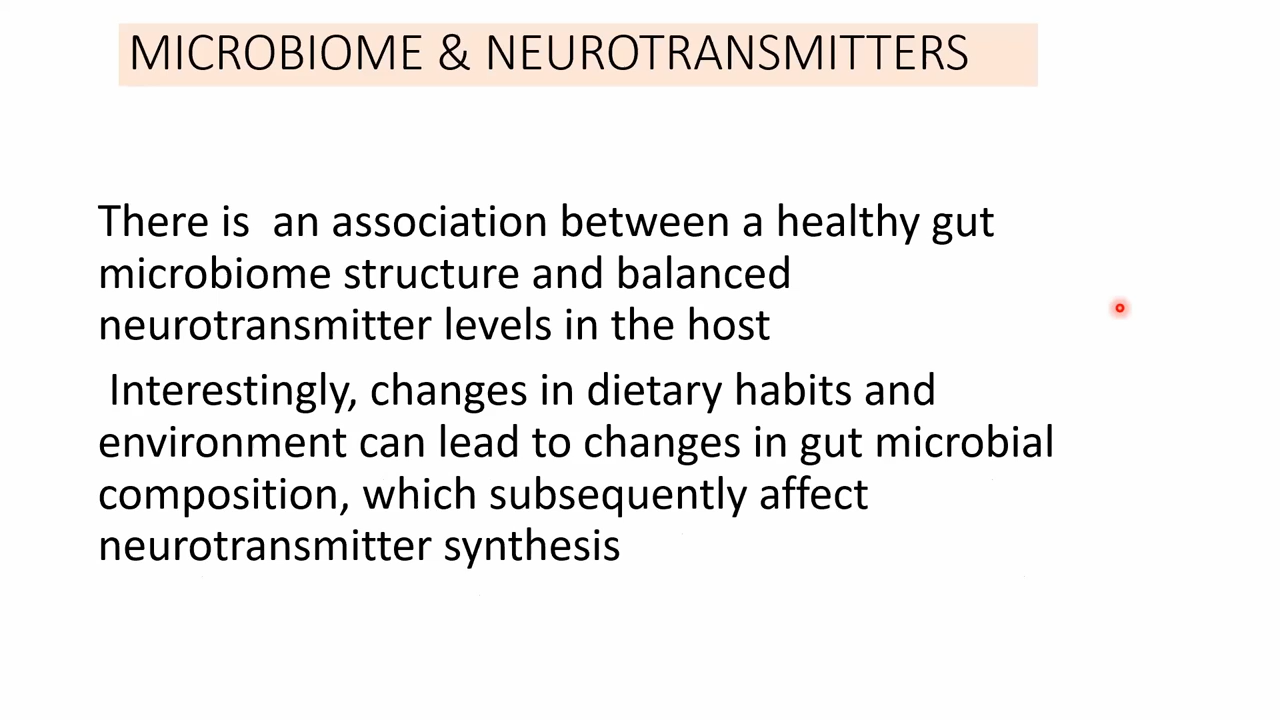 MICROBIOME & NEUROTRANSMITTERS
There is  an association between a healthy gut
microbiome structure and balanced
neurotransmitter levels in the host
Interestingly, changes in dietary habits and
environment can lead to changes in gut microbial
composition, which subsequently affect
neurotransmitter synthesis